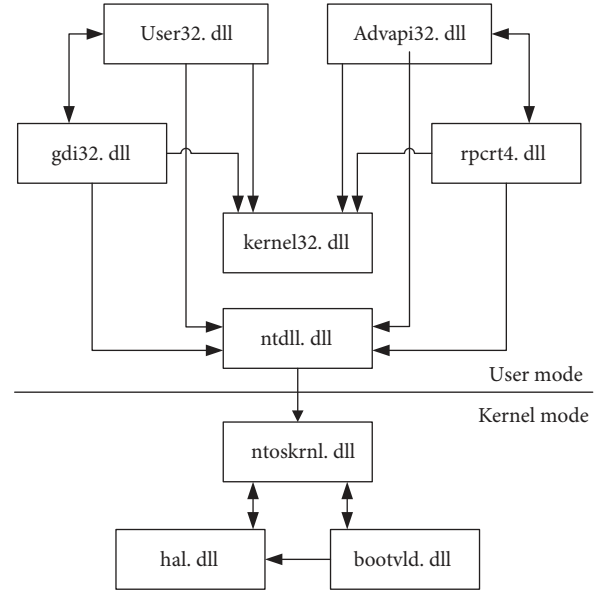 User32. dll
Advapi32. dll
gdi32. dll
rpcrt4. dll
kernel32. dll
ntdll. dll
User mode
Kernel mode
ntoskrnl. dll
hal. dll
bootvld. dll